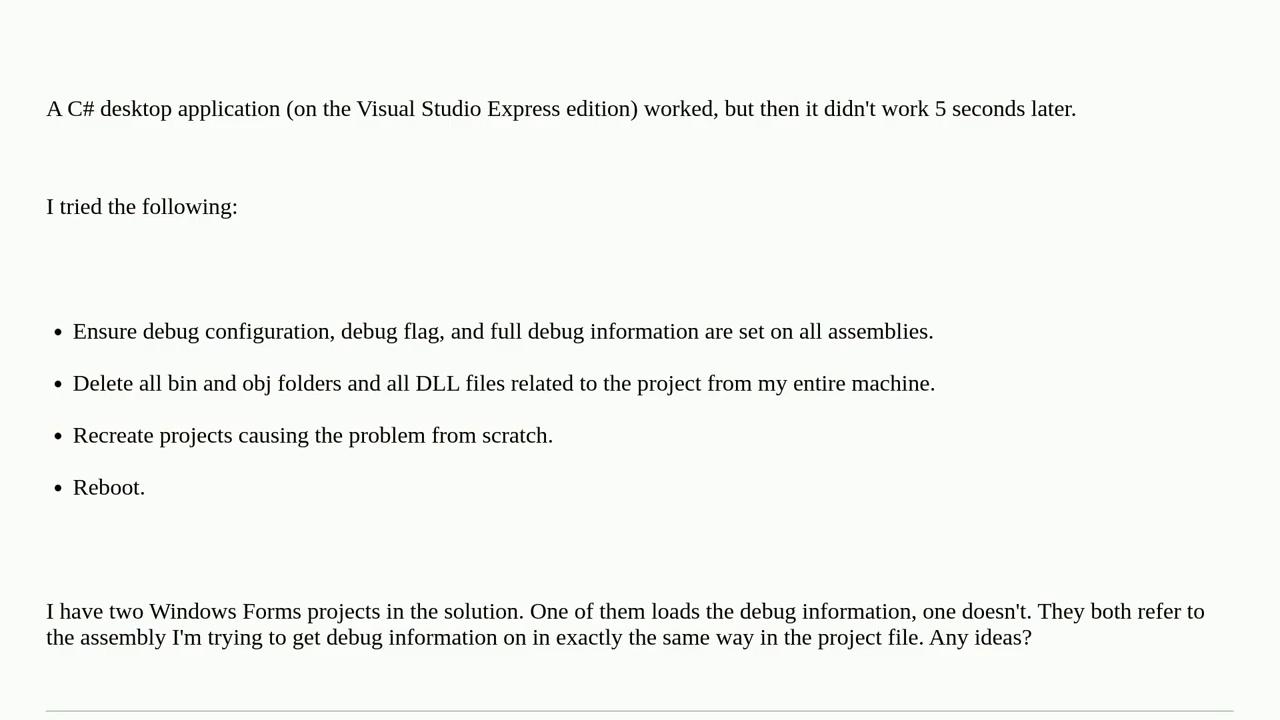 A C# desktop application (on the Visual Studio Express edition) worked, but then it didn't work 5 seconds later.
I tried the following:
• Ensure debug configuration, debug flag, and full debug information are set on all assemblies.
• Delete all bin and obj folders and all DLL files related to the project from my entire machine.
• Recreate projects causing the problem from scratch.
• Reboot.
I have two Windows Forms projects in the solution. One of them loads the debug information, one doesn't. They both refer to
the assembly I'm trying to get debug information on in exactly the same way in the project file. Any ideas?